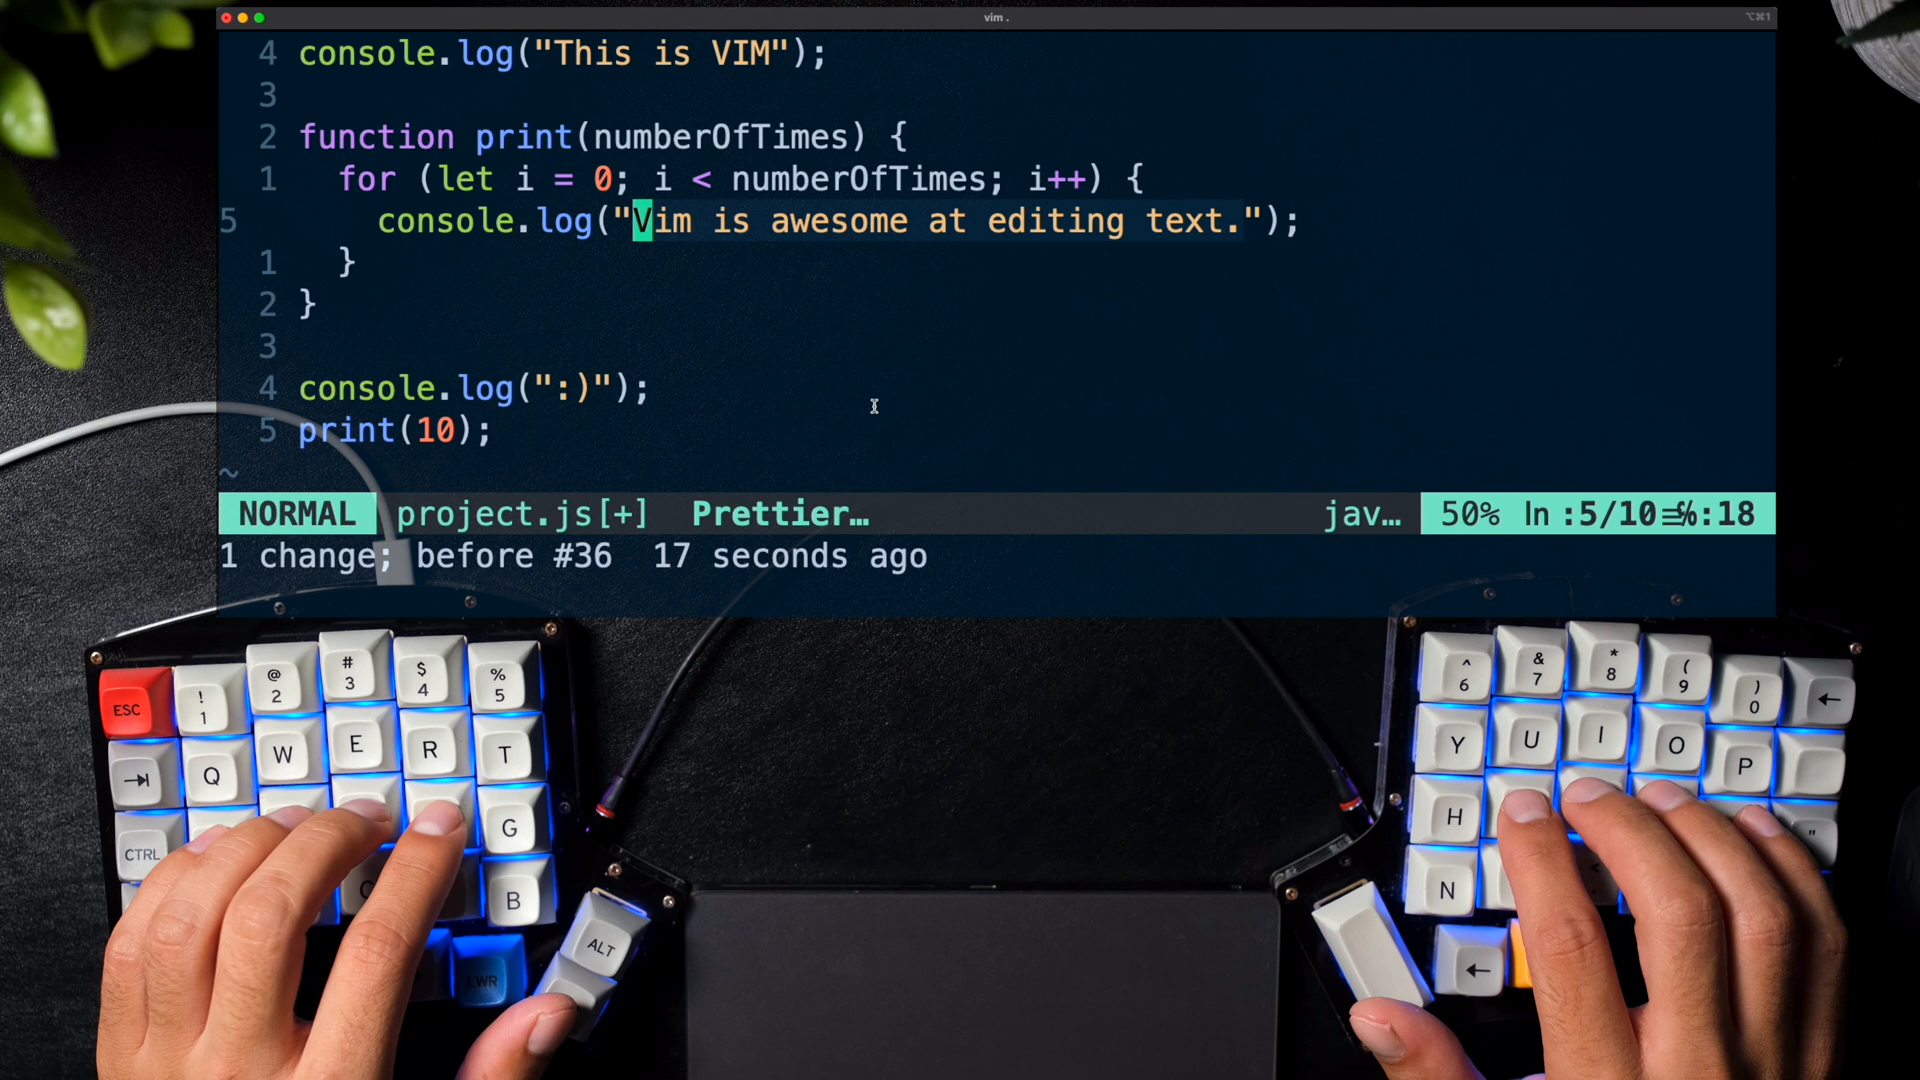 vim .
⌥⌘1
4 console.log("This is VIM");
3
2 function print(numberOfTimes) {
1 for (let i = 0; i < numberOfTimes; i++) {
5 console.log("Vim is awesome at editing text.");
1 }
2 }
3
4 console.log(":)");
5 print(10);
~
NORMAL project.js[+] Prettier… jav… 50% ln :5/10≡℅:18
1 change; before #36 17 seconds ago
ESC ! 1 @ 2 # 3 $ 4 % 5
^ 6 & 7 * 8 ( 9 ) 0 ←
Q W E R T
Y U I O P
CTRL G
H "
B
N
ALT
LWR
←